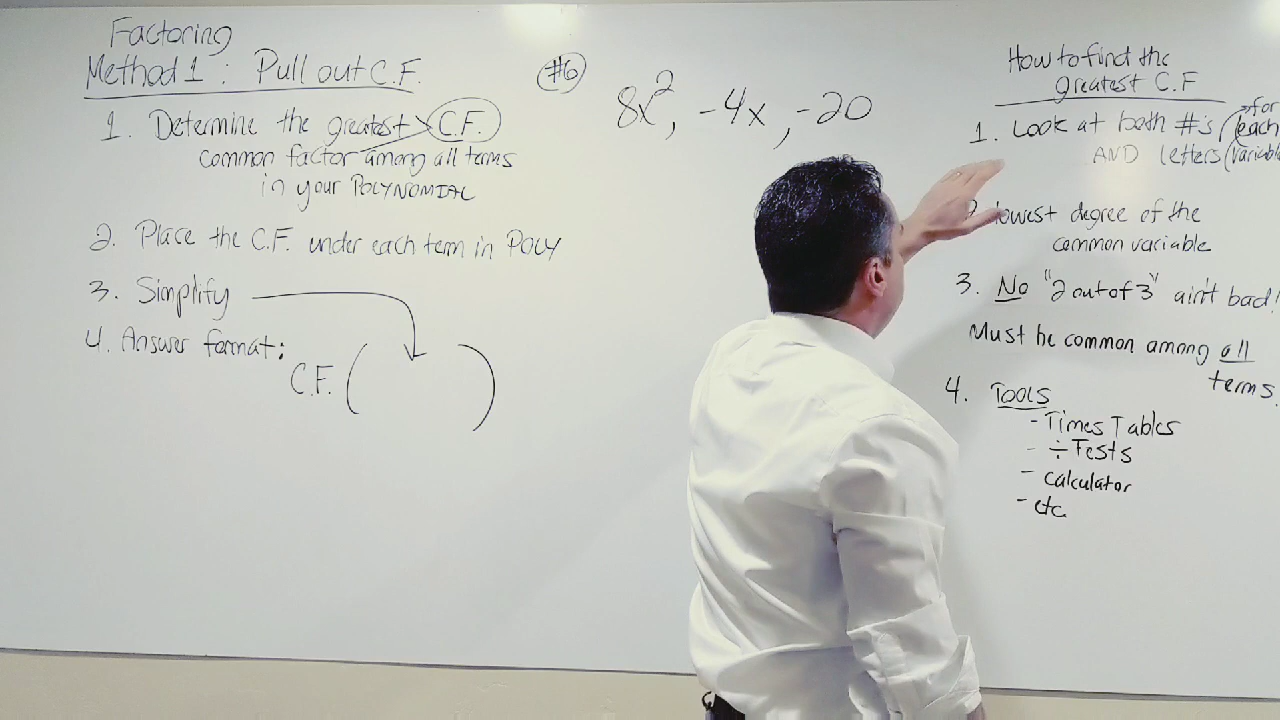 Factoring
Method 1: Pull out C.F.
1. Determine the greatest C.F.
common factor among all terms
in your POLYNOMIAL
2. Place the C.F. under each term in POLY
3. Simplify
4. Answer format:
C.F. ( )
#6
8x², -4x, -20
How to find the
greatest C.F
1. Look at both #'s for each
AND letters (variable
lowest degree of the
common variable
3. No "2 out of 3" ain't bad!
Must be common among all
terms.
4. TOOLS
- Times Tables
- ÷ Tests
- calculator
- etc